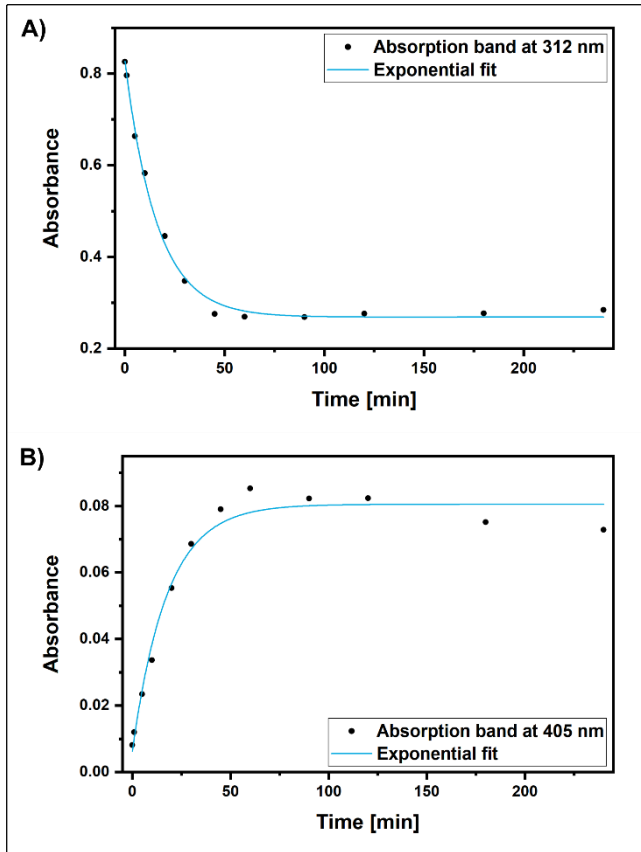 A)
Absorption band at 312 nm
Exponential fit
0.8
0.6
0.4
0.2
Absorbance
0 50 100 150 200
Time [min]
B)
0.08
0.06
0.04
0.02
0.00
Absorbance
Absorption band at 405 nm
Exponential fit
0 50 100 150 200
Time [min]